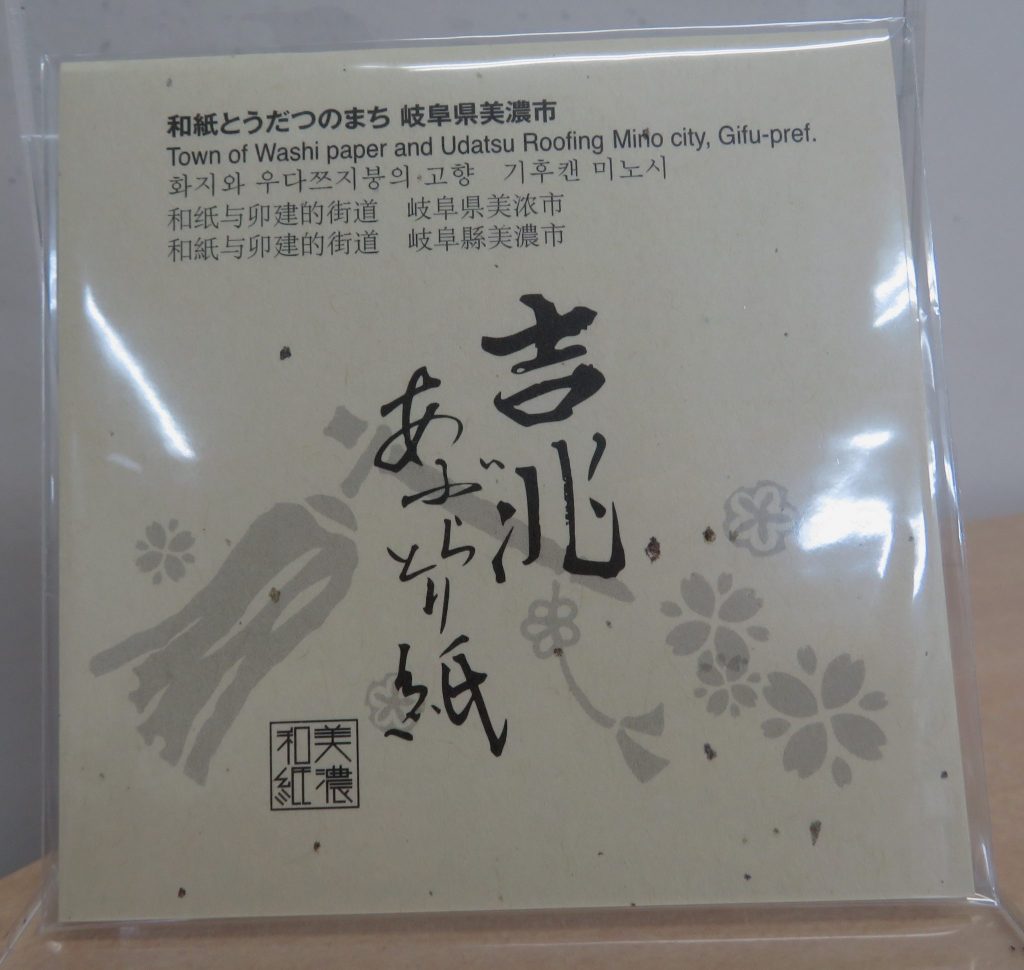 和紙とうだつのまち 岐阜県美濃市
Town of Washi paper and Udatsu Roofing Mino city, Gifu-pref.
화지와 우다쯔지붕의 고향　기후캔 미노시
和纸与卯建的街道　岐阜県美浓市
和紙与卯建的街道　岐阜縣美濃市
吉兆
あぶらとり紙
美濃
和紙